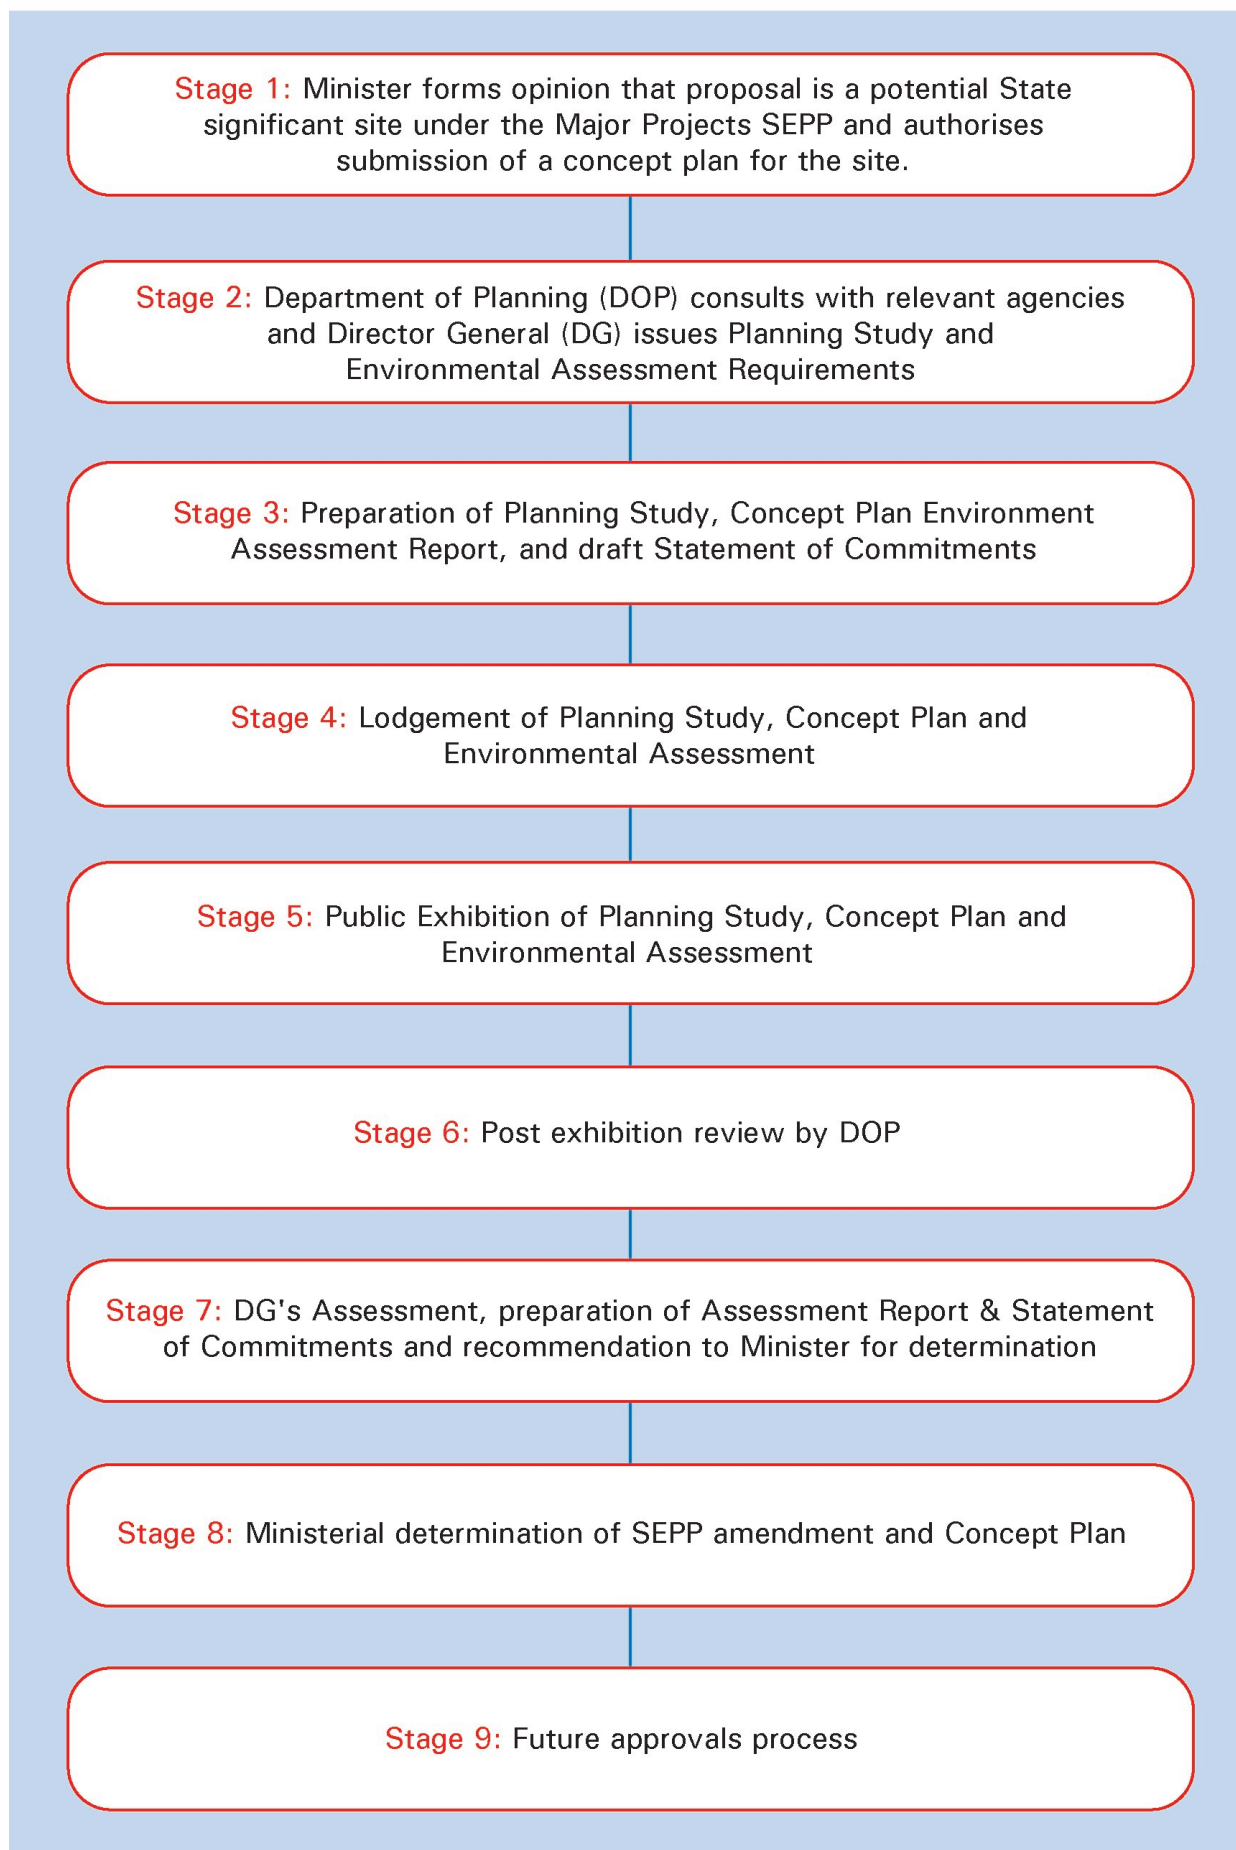 Stage 1: Minister forms opinion that proposal is a potential State
significant site under the Major Projects SEPP and authorises
submission of a concept plan for the site.
Stage 2: Department of Planning (DOP) consults with relevant agencies
and Director General (DG) issues Planning Study and
Environmental Assessment Requirements
Stage 3: Preparation of Planning Study, Concept Plan Environment
Assessment Report, and draft Statement of Commitments
Stage 4: Lodgement of Planning Study, Concept Plan and
Environmental Assessment
Stage 5: Public Exhibition of Planning Study, Concept Plan and
Environmental Assessment
Stage 6: Post exhibition review by DOP
Stage 7: DG's Assessment, preparation of Assessment Report & Statement
of Commitments and recommendation to Minister for determination
Stage 8: Ministerial determination of SEPP amendment and Concept Plan
Stage 9: Future approvals process